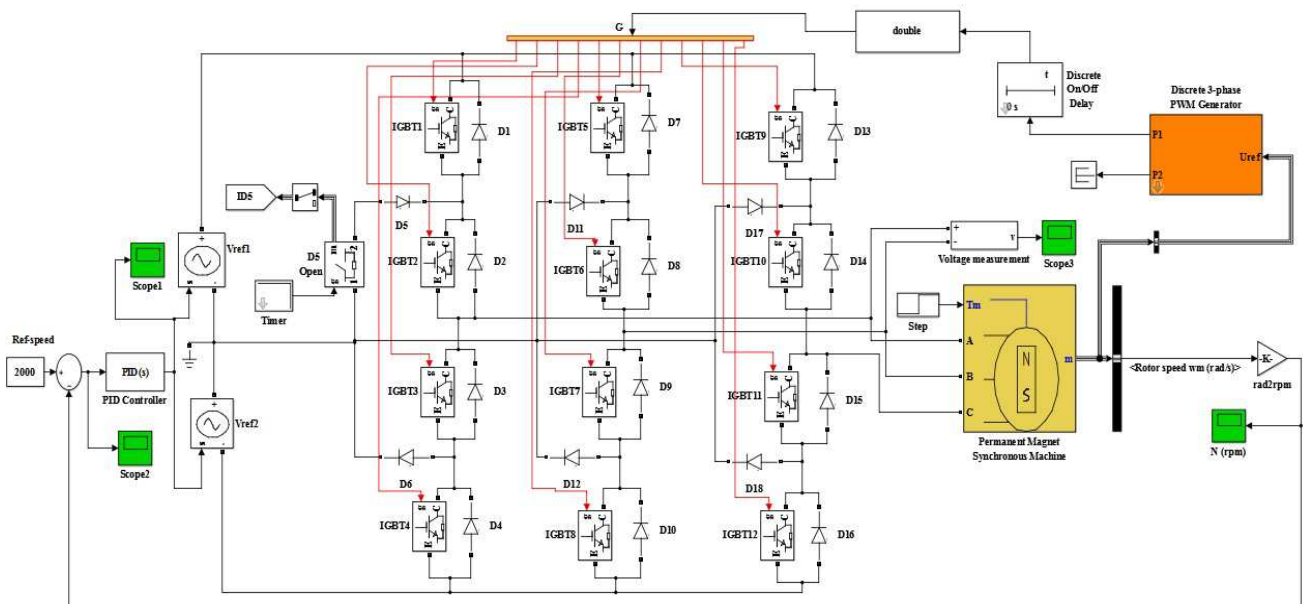 G
double
t
0 s
Discrete
On/Off
Delay
Discrete 3-phase
PWM Generator
P1
P2
Uref
IGBT1
g
C
E
D1
IGBT5
g
C
E
D7
IGBT9
g
C
E
D13
ID5
D5
Open
m
2
1
Timer
D5
D11
D17
IGBT2
g
C
E
D2
IGBT6
g
C
E
D8
IGBT10
g
C
E
D14
+
-
v
Voltage measurement
Scope3
Scope1
+
s
-
Vref1
Step
Tm
A
B
C
m
N
S
Permanent Magnet
Synchronous Machine
<Rotor speed wm (rad/s)>
-K-
rad2rpm
Ref-speed
2000
+
-
PID(s)
PID Controller
Scope2
+
s
-
Vref2
IGBT3
g
C
E
D3
IGBT7
g
C
E
D9
IGBT11
g
C
E
D15
N (rpm)
D6
D12
D18
IGBT4
g
C
E
D4
IGBT8
g
C
E
D10
IGBT12
g
C
E
D16